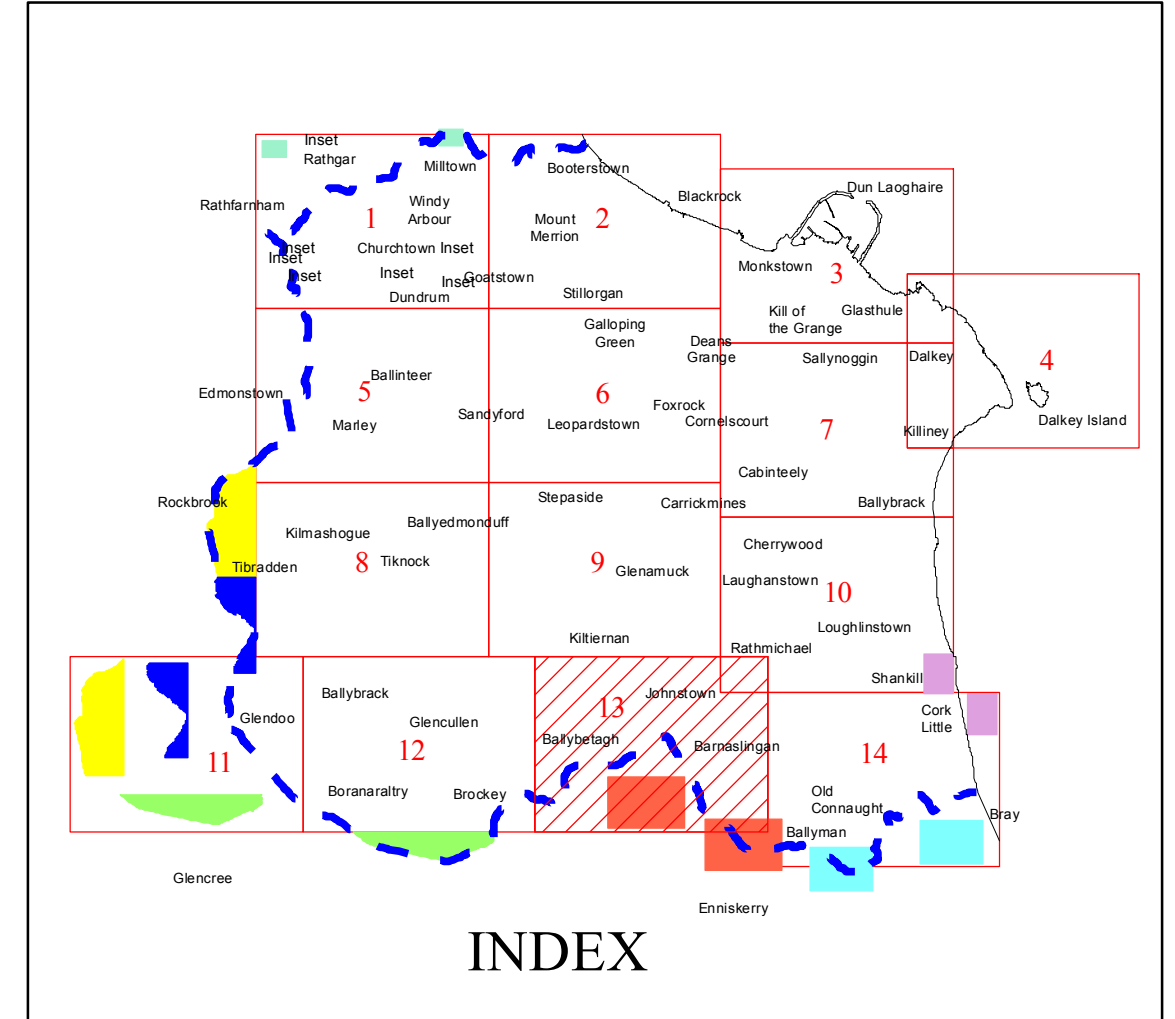 Inset
Rathgar
Milltown
Booterstown
Rathfarnham
Windy
Arbour
1
Mount
Merrion
2
Blackrock
Dun Laoghaire
Inset
Inset
Inset
Churchtown Inset
Inset
Inset
Goatstown
Dundrum
Stillorgan
Monkstown
3
Kill of
the Grange
Glasthule
Galloping
Green
Deans
Grange
Sallynoggin
Dalkey
4
Dalkey Island
Edmonstown
5
Ballinteer
Marley
Sandyford
6
Foxrock
Leopardstown
Cornelscourt
7
Killiney
Cabinteely
Rockbrook
Stepaside
Carrickmines
Ballybrack
Kilmashogue
Ballyedmonduff
Tibradden
8
Tiknock
9
Glenamuck
Cherrywood
Laughanstown
10
Loughlinstown
Kiltiernan
Rathmichael
Shankill
Ballybrack
Johnstown
13
Glendoo
Glencullen
Cork
Little
11
12
Ballybetagh
Barnaslingan
14
Boranaraltry
Brockey
Old
Connaught
Bray
Ballyman
Glencree
Enniskerry
INDEX